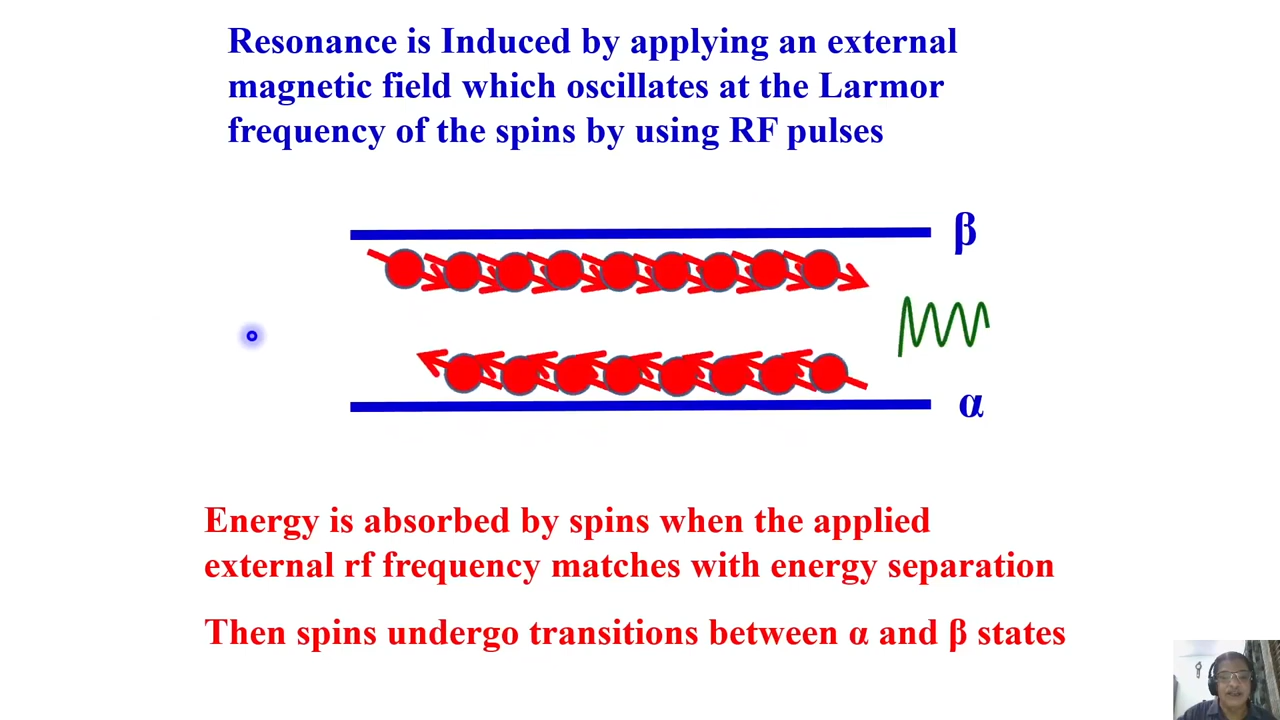 Resonance is Induced by applying an external
magnetic field which oscillates at the Larmor
frequency of the spins by using RF pulses
β
α
Energy is absorbed by spins when the applied
external rf frequency matches with energy separation
Then spins undergo transitions between α and β states